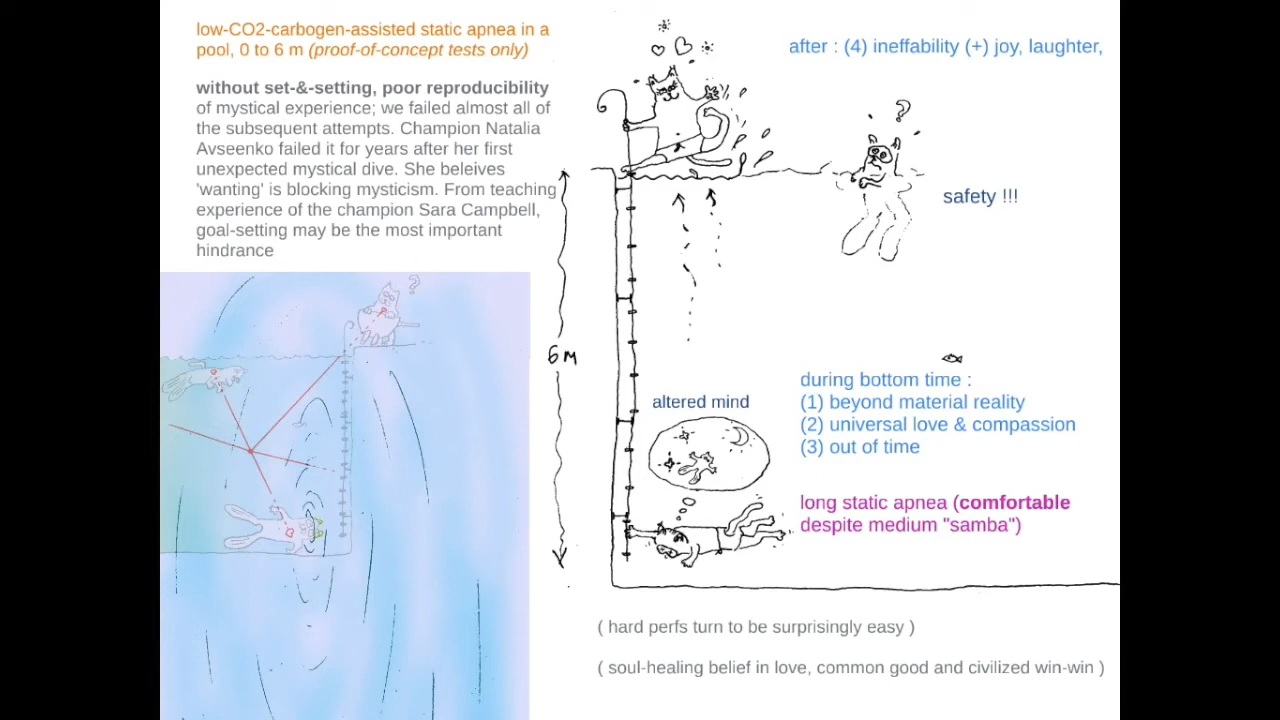 low-CO2-carbogen-assisted static apnea in a
pool, 0 to 6 m (proof-of-concept tests only)
without set-&-setting, poor reproducibility
of mystical experience; we failed almost all of
the subsequent attempts. Champion Natalia
Avseenko failed it for years after her first
unexpected mystical dive. She beleives
'wanting' is blocking mysticism. From teaching
experience of the champion Sara Campbell,
goal-setting may be the most important
hindrance
after : (4) ineffability (+) joy, laughter,
?
safety !!!
?
6 M
altered mind
during bottom time :
(1) beyond material reality
(2) universal love & compassion
(3) out of time
long static apnea (comfortable
despite medium "samba")
( hard perfs turn to be surprisingly easy )
( soul-healing belief in love, common good and civilized win-win )